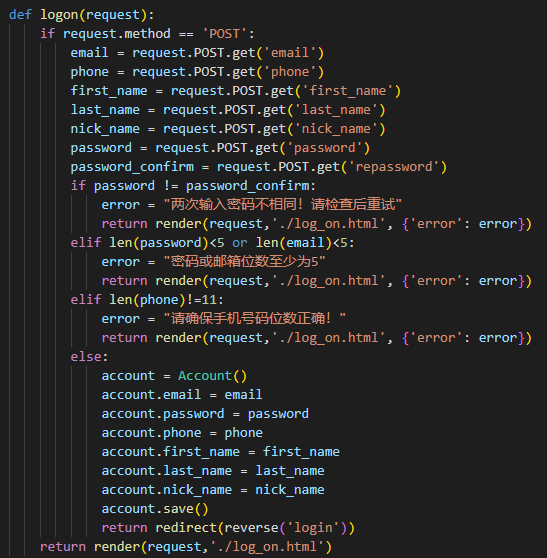 def logon(request):
    if request.method == 'POST':
        email = request.POST.get('email')
        phone = request.POST.get('phone')
        first_name = request.POST.get('first_name')
        last_name = request.POST.get('last_name')
        nick_name = request.POST.get('nick_name')
        password = request.POST.get('password')
        password_confirm = request.POST.get('repassword')
        if password != password_confirm:
            error = "两次输入密码不相同！请检查后重试"
            return render(request,'./log_on.html', {'error': error})
        elif len(password)<5 or len(email)<5:
            error = "密码或邮箱位数至少为5"
            return render(request,'./log_on.html', {'error': error})
        elif len(phone)!=11:
            error = "请确保手机号码位数正确！"
            return render(request,'./log_on.html', {'error': error})
        else:
            account = Account()
            account.email = email
            account.password = password
            account.phone = phone
            account.first_name = first_name
            account.last_name = last_name
            account.nick_name = nick_name
            account.save()
            return redirect(reverse('login'))
    return render(request,'./log_on.html')